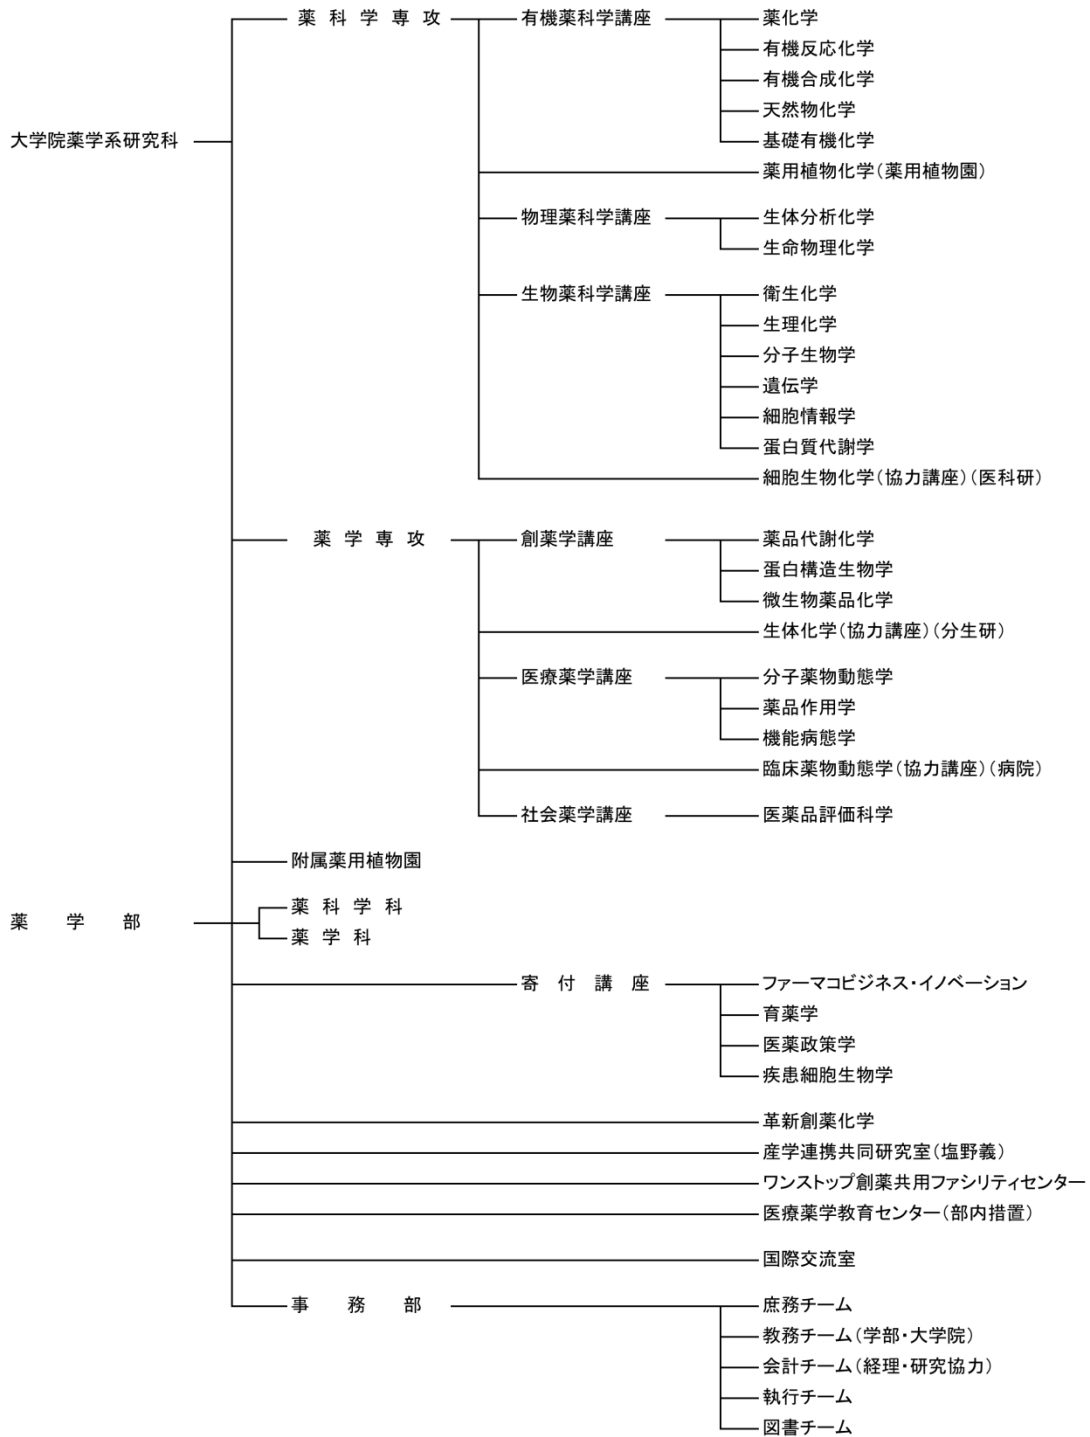 薬科学専攻 有機薬科学講座 薬化学
有機反応化学
有機合成化学
天然物化学
大学院薬学系研究科 基礎有機化学
薬用植物化学(薬用植物園)
物理薬科学講座 生体分析化学
生命物理化学
生物薬科学講座 衛生化学
生理化学
分子生物学
遺伝学
細胞情報学
蛋白質代謝学
細胞生物化学(協力講座)(医科研)
薬学専攻 創薬学講座 薬品代謝化学
蛋白構造生物学
微生物薬品化学
生体化学(協力講座)(分生研)
医療薬学講座 分子薬物動態学
薬品作用学
機能病態学
臨床薬物動態学(協力講座)(病院)
社会薬学講座 医薬品評価科学
附属薬用植物園
薬科学科
薬学部
薬学科
寄付講座 ファーマコビジネス・イノベーション
育薬学
医薬政策学
疾患細胞生物学
革新創薬化学
産学連携共同研究室(塩野義)
ワンストップ創薬共用ファシリティセンター
医療薬学教育センター(部内措置)
国際交流室
事務部 庶務チーム
教務チーム(学部・大学院)
会計チーム(経理・研究協力)
執行チーム
図書チーム